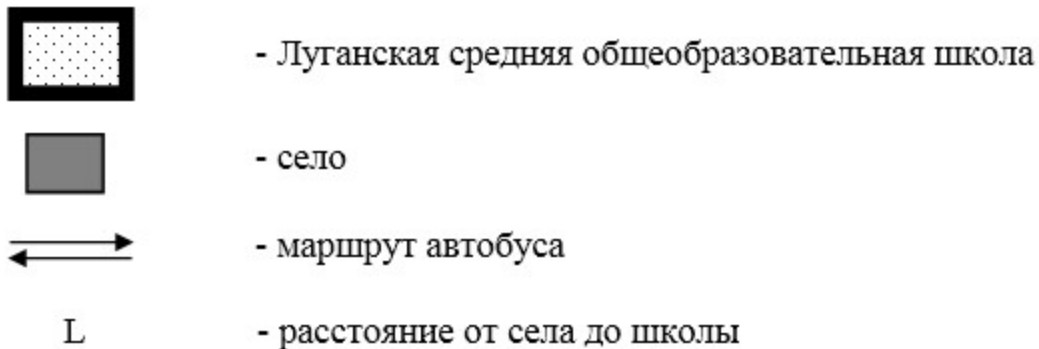 - Луганская средняя общеобразовательная школа
- село
- маршрут автобуса
L - расстояние от села до школы